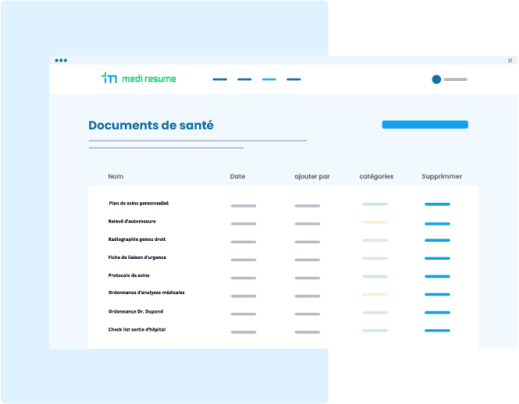 medi resume
Documents de santé
Nom Date ajouter par catégories Supprimmer
Plan de soins personnalisé
Relevé d'automesure
Radiographie genou droit
Fiche de liaison d'urgence
Protocole de soins
Ordonnance d'analyses médicales
Ordonnance Dr. Dupond
Check list sortie d'hôpital